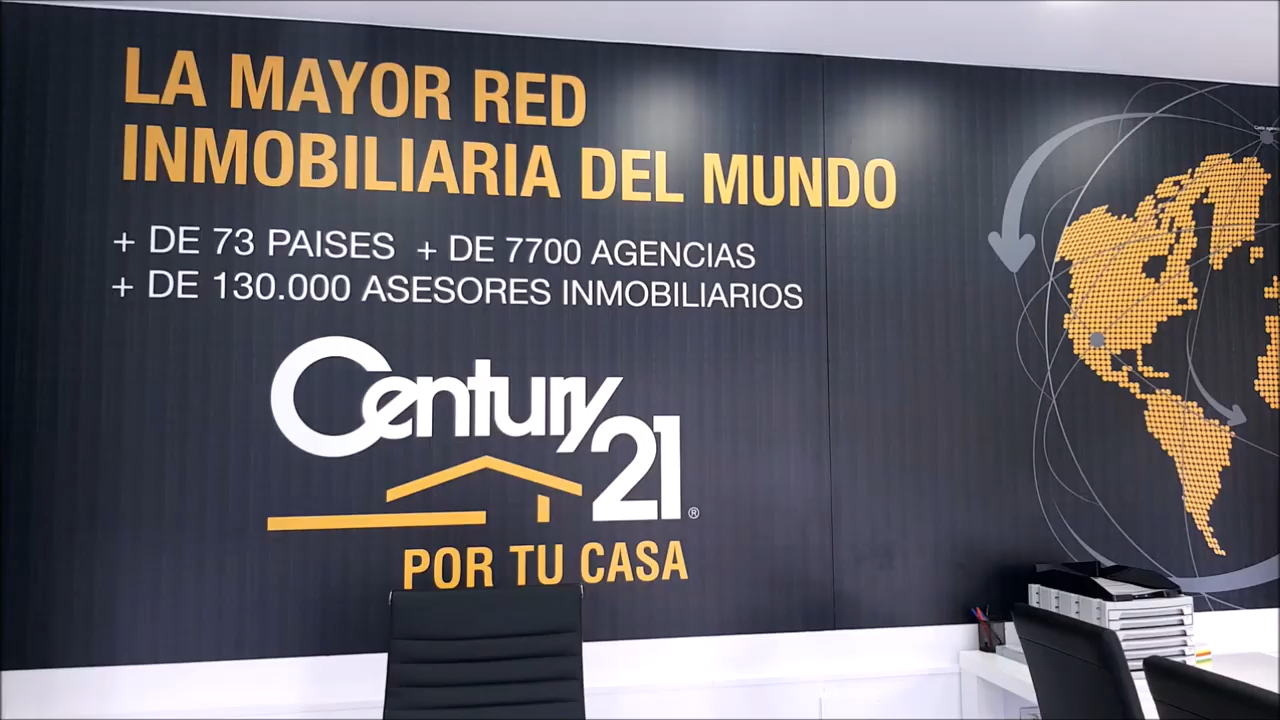 LA MAYOR RED
INMOBILIARIA DEL MUNDO
+ DE 73 PAISES + DE 7700 AGENCIAS
+ DE 130.000 ASESORES INMOBILIARIOS
Century
21®
POR TU CASA